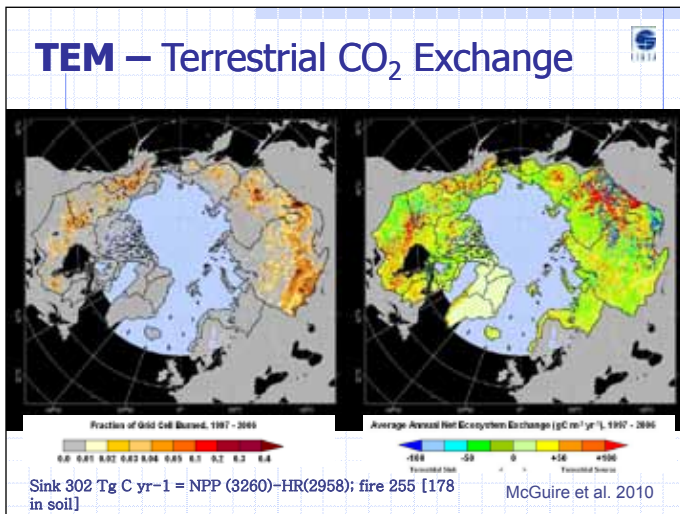 TEM – Terrestrial CO₂ Exchange
Fraction of Grid Cell Burned, 1997 - 2006
0.0 0.01 0.02 0.03 0.04 0.05 0.1 0.2 0.3 0.4
Average Annual Net Ecosystem Exchange (gC m⁻² yr⁻¹), 1997 - 2006
-100 -50 0 +50 +100
Terrestrial Sink < > Terrestrial Source
Sink 302 Tg C yr-1 = NPP (3260)-HR(2958); fire 255 [178
in soil]
McGuire et al. 2010